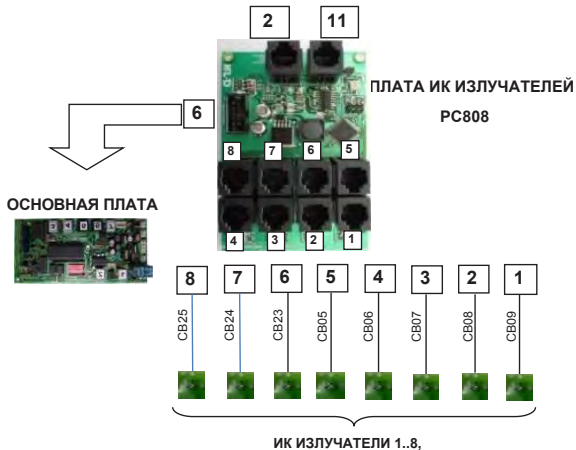 2 11
ПЛАТА ИК ИЗЛУЧАТЕЛЕЙ
PC808
6
8 7 6 5
ОСНОВНАЯ ПЛАТА
4 3 2 1
8 7 6 5 4 3 2 1
CB25 CB24 CB23 CB05 CB06 CB07 CB08 CB09
ИК ИЗЛУЧАТЕЛИ 1..8,